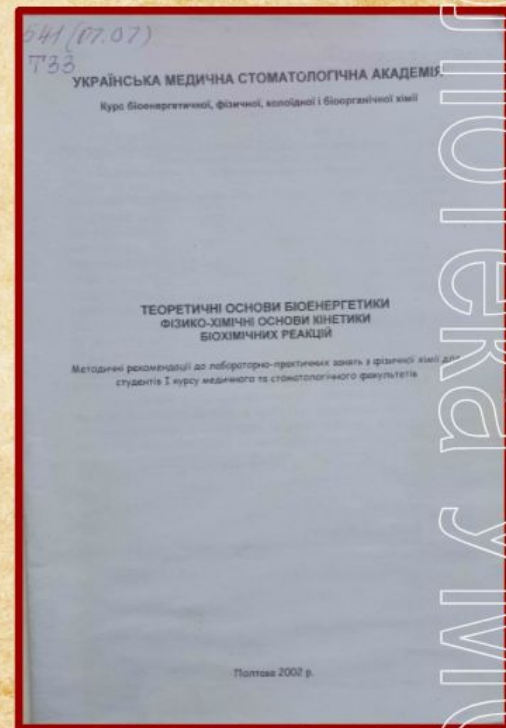 541(07.07)
Т33
УКРАЇНСЬКА МЕДИЧНА СТОМАТОЛОГІЧНА АКАДЕМІЯ
Курс біоенергетичної, фізичної, колоїдної і біоорганічної хімії
ТЕОРЕТИЧНІ ОСНОВИ БІОЕНЕРГЕТИКИ
ФІЗИКО-ХІМІЧНІ ОСНОВИ КІНЕТИКИ
БІОХІМІЧНИХ РЕАКЦІЙ
Методичні рекомендації до лабораторно-практичних занять з фізичної хімії для
студентів I курсу медичного та стоматологічного факультетів
Полтава 2002 р.